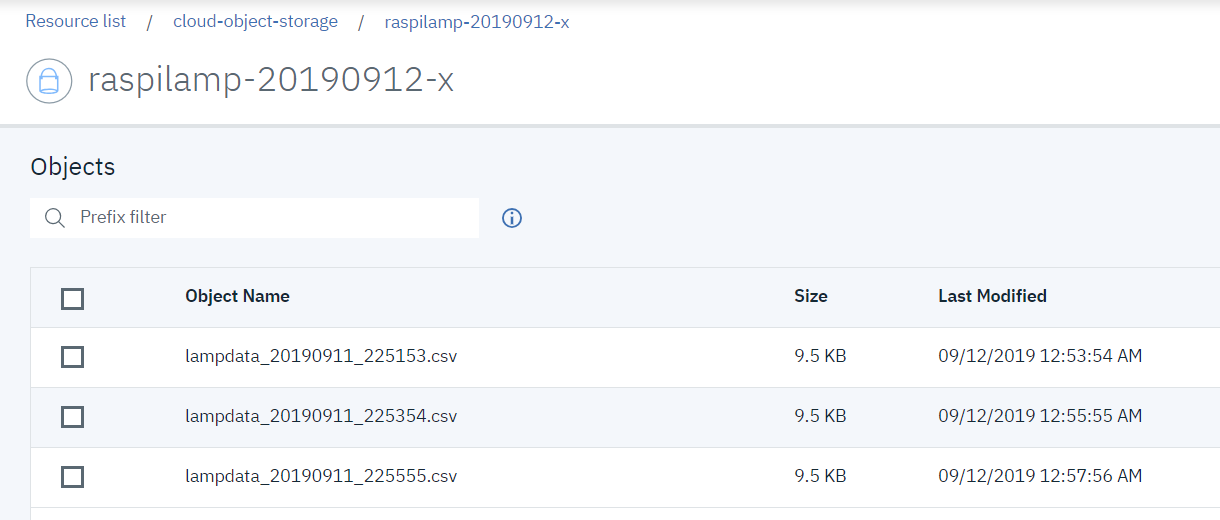 Resource list / cloud-object-storage / raspilamp-20190912-x
raspilamp-20190912-x
Objects
Prefix filter
Object Name Size Last Modified
lampdata_20190911_225153.csv 9.5 KB 09/12/2019 12:53:54 AM
lampdata_20190911_225354.csv 9.5 KB 09/12/2019 12:55:55 AM
lampdata_20190911_225555.csv 9.5 KB 09/12/2019 12:57:56 AM